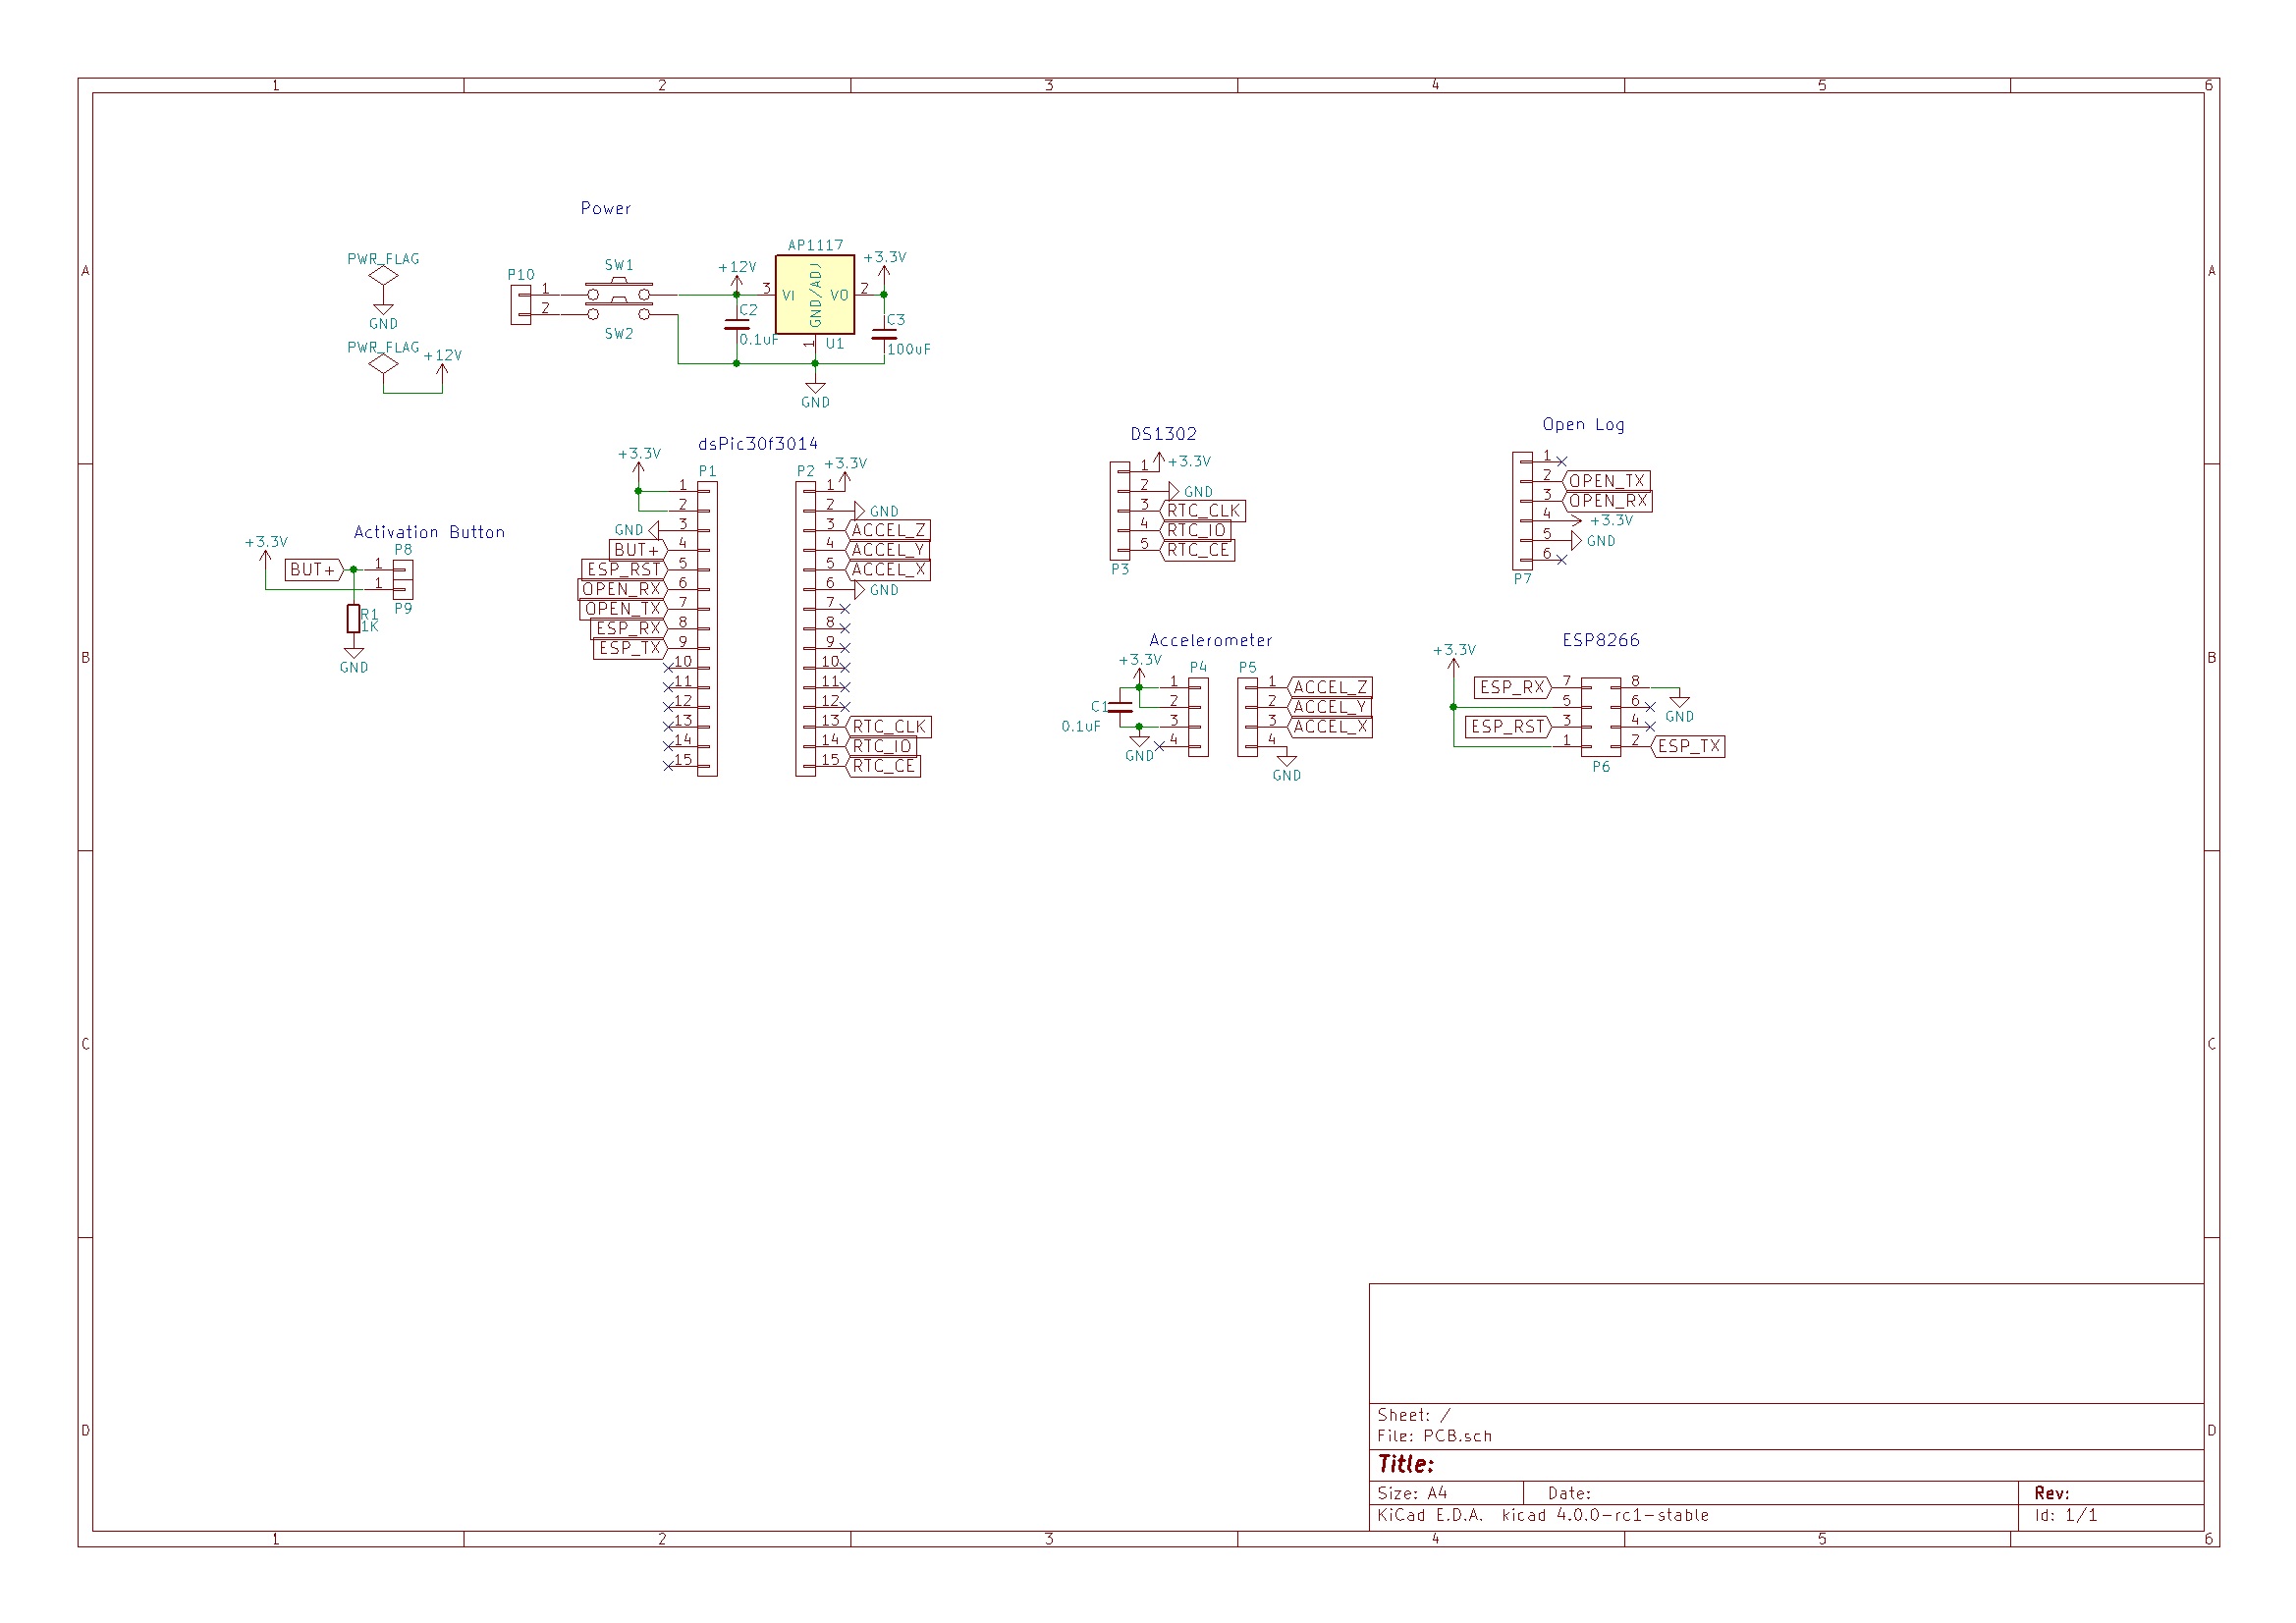 1 2 3 4 5 6
A A
B B
C C
D D
1 2 3 4 5 6
Power
PWR_FLAG
GND
PWR_FLAG
+12V
P10
1
2
SW1
SW2
+12V
C2
0.1uF
AP1117
3 VI
GND/ADJ
VO 2
1
U1
+3.3V
C3
100uF
GND
Activation Button
+3.3V
BUT+
P8
1
1
P9
R1
1K
GND
dsPic30f3014
+3.3V
P1
1
2
GND 3
BUT+ 4
ESP_RST 5
OPEN_RX 6
OPEN_TX 7
ESP_RX 8
ESP_TX 9
10
11
12
13
14
15
P2
+3.3V
1
2 GND
3 ACCEL_Z
4 ACCEL_Y
5 ACCEL_X
6 GND
7
8
9
10
11
12
13 RTC_CLK
14 RTC_IO
15 RTC_CE
DS1302
1 +3.3V
2 GND
3 RTC_CLK
4 RTC_IO
5 RTC_CE
P3
Open Log
1
2 OPEN_TX
3 OPEN_RX
4 +3.3V
5 GND
6
P7
Accelerometer
+3.3V
P4
1
2
3
4
C1
0.1uF
GND
P5
1 ACCEL_Z
2 ACCEL_Y
3 ACCEL_X
4
GND
ESP8266
+3.3V
ESP_RX 7
5
ESP_RST 3
1
8
6
4
2 ESP_TX
GND
P6
Sheet: /
File: PCB.sch
Title:
Size: A4 Date: Rev:
KiCad E.D.A. kicad 4.0.0-rc1-stable Id: 1/1